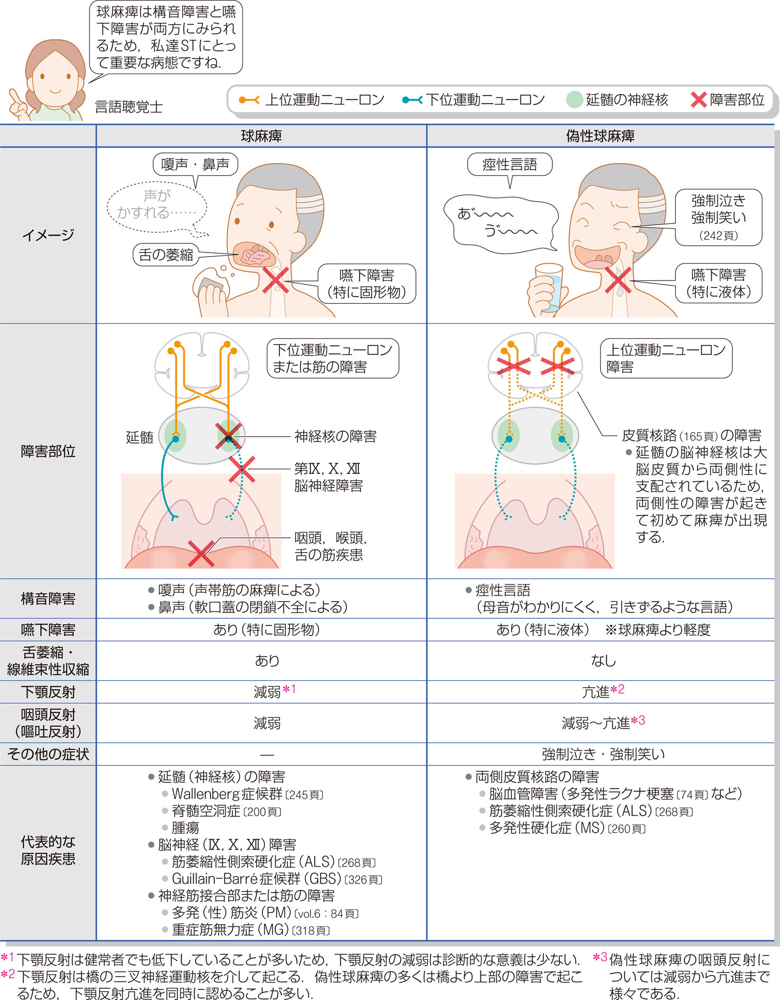 球麻痺は構音障害と嚥
下障害が両方にみられ
るため，私達STにとっ
て重要な病態ですね．
言語聴覚士
上位運動ニューロン
下位運動ニューロン
延髄の神経核
障害部位
球麻痺
偽性球麻痺
イメージ
嗄声・鼻声
声が
かすれる……
舌の萎縮
嚥下障害
（特に固形物）
痙性言語
あ゛〜〜〜
う゛〜〜〜
強制泣き
強制笑い
（242頁）
嚥下障害
（特に液体）
障害部位
下位運動ニューロン
または筋の障害
延髄
神経核の障害
第Ⅸ，Ⅹ，Ⅻ
脳神経障害
咽頭，喉頭，
舌の筋疾患
上位運動ニューロン
障害
皮質核路（165頁）の障害
●延髄の脳神経核は大
脳皮質から両側性に
支配されているため，
両側性の障害が起き
て初めて麻痺が出現
する．
構音障害
●嗄声（声帯筋の麻痺による）
●鼻声（軟口蓋の閉鎖不全による）
●痙性言語
（母音がわかりにくく，引きずるような言語）
嚥下障害
あり（特に固形物）
あり（特に液体）　※球麻痺より軽度
舌萎縮・
線維束性収縮
あり
なし
下顎反射
減弱*1
亢進*2
咽頭反射
（嘔吐反射）
減弱
減弱〜亢進*3
その他の症状
―
強制泣き・強制笑い
代表的な
原因疾患
●延髄（神経核）の障害
●Wallenberg症候群〔245頁〕
●脊髄空洞症〔200頁〕
●腫瘍
●脳神経（Ⅸ，Ⅹ，Ⅻ）障害
●筋萎縮性側索硬化症（ALS）〔268頁〕
●Guillain-Barré症候群（GBS）〔326頁〕
●神経筋接合部または筋の障害
●多発（性）筋炎（PM）〔vol.6：84頁〕
●重症筋無力症（MG）〔318頁〕
●両側皮質核路の障害
●脳血管障害（多発性ラクナ梗塞〔74頁〕など）
●筋萎縮性側索硬化症（ALS）〔268頁〕
●多発性硬化症（MS）〔260頁〕
*1 下顎反射は健常者でも低下していることが多いため，下顎反射の減弱は診断的な意義は少ない．
*2 下顎反射は橋の三叉神経運動核を介して起こる．偽性球麻痺の多くは橋より上部の障害で起こ
るため，下顎反射亢進を同時に認めることが多い．
*3 偽性球麻痺の咽頭反射に
ついては減弱から亢進まで
様々である．